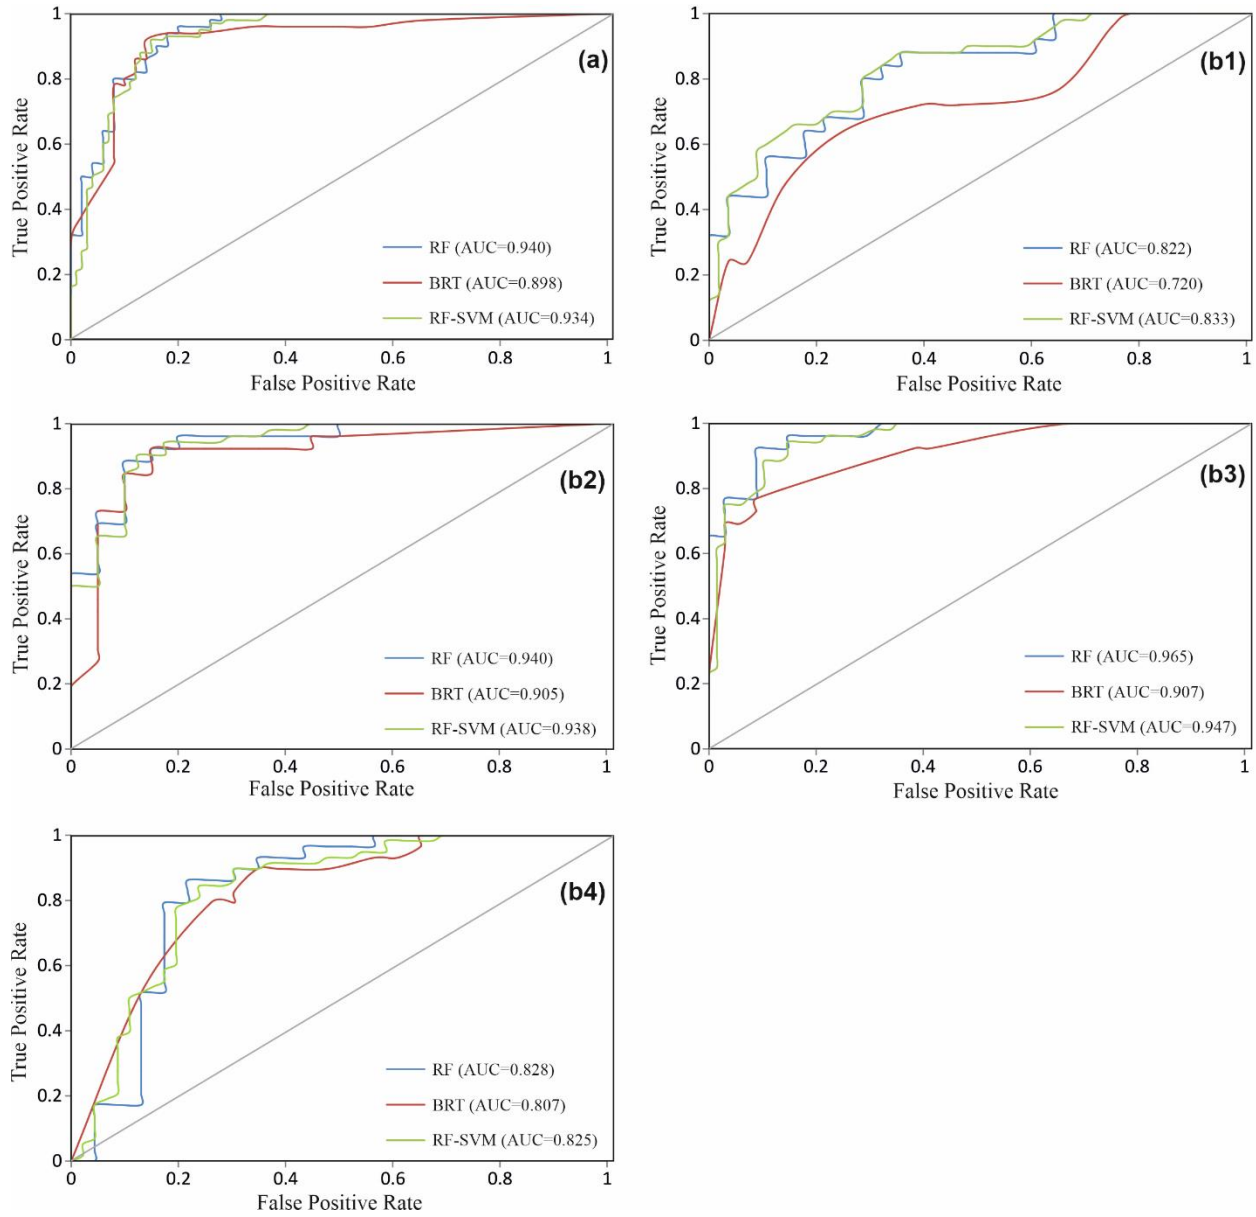 (a)
True Positive Rate
1
0.8
0.6
0.4
0.2
0
RF (AUC=0.940)
BRT (AUC=0.898)
RF-SVM (AUC=0.934)
0 0.2 0.4 0.6 0.8 1
False Positive Rate
(b1)
True Positive Rate
1
0.8
0.6
0.4
0.2
0
RF (AUC=0.822)
BRT (AUC=0.720)
RF-SVM (AUC=0.833)
0 0.2 0.4 0.6 0.8 1
False Positive Rate
(b2)
True Positive Rate
1
0.8
0.6
0.4
0.2
0
RF (AUC=0.940)
BRT (AUC=0.905)
RF-SVM (AUC=0.938)
0 0.2 0.4 0.6 0.8 1
False Positive Rate
(b3)
True Positive Rate
1
0.8
0.6
0.4
0.2
0
RF (AUC=0.965)
BRT (AUC=0.907)
RF-SVM (AUC=0.947)
0 0.2 0.4 0.6 0.8 1
False Positive Rate
(b4)
True Positive Rate
1
0.8
0.6
0.4
0.2
0
RF (AUC=0.828)
BRT (AUC=0.807)
RF-SVM (AUC=0.825)
0 0.2 0.4 0.6 0.8 1
False Positive Rate